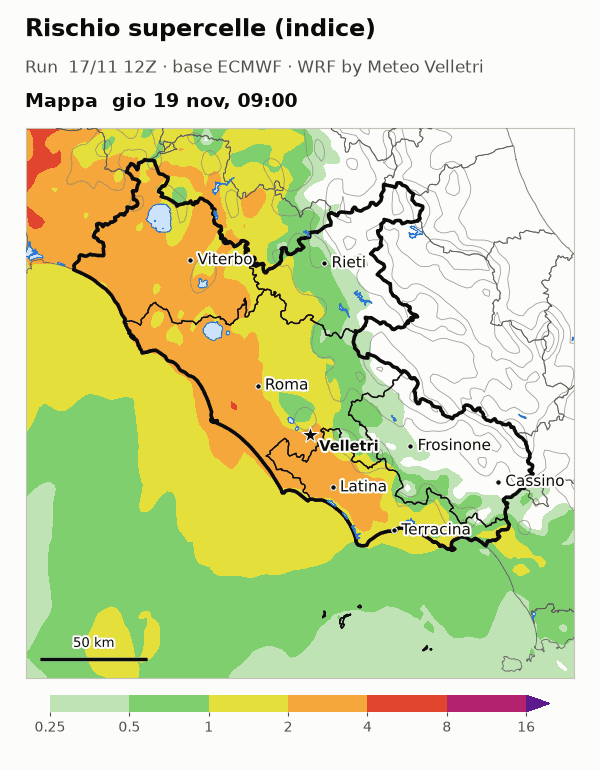 Rischio supercelle (indice)
Run  17/11 12Z · base ECMWF · WRF by Meteo Velletri
Mappa  gio 19 nov, 09:00
Viterbo
Rieti
Roma
Velletri
Frosinone
Cassino
Latina
Terracina
50 km
0.25 0.5 1 2 4 8 16